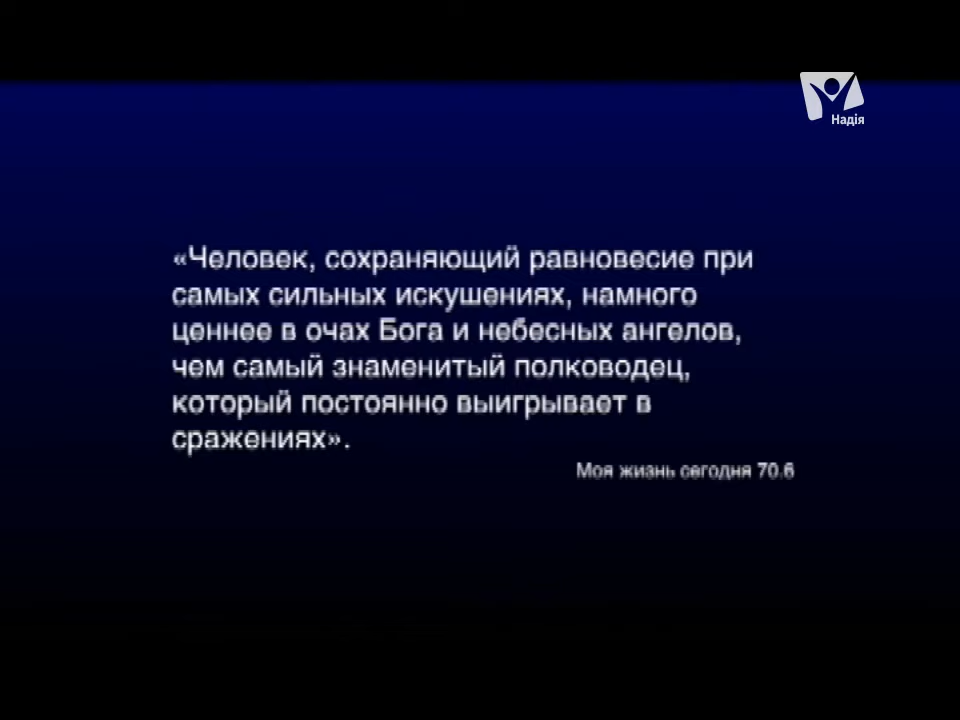 Надія
«Человек, сохраняющий равновесие при
самых сильных искушениях, намного
ценнее в очах Бога и небесных ангелов,
чем самый знаменитый полководец,
который постоянно выигрывает в
сражениях».
Моя жизнь сегодня 70.6